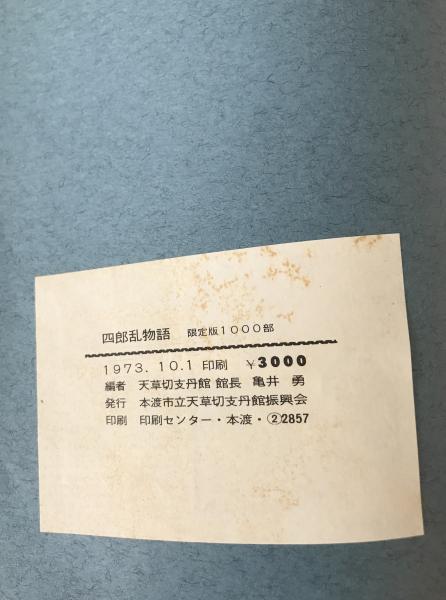 四郎乱物語 限定版1000部
1973.10.1 印刷 ¥3000
編者 天草切支丹館 館長 亀井 勇
発行 本渡市立天草切支丹館振興会
印刷 印刷センター・本渡・②2857